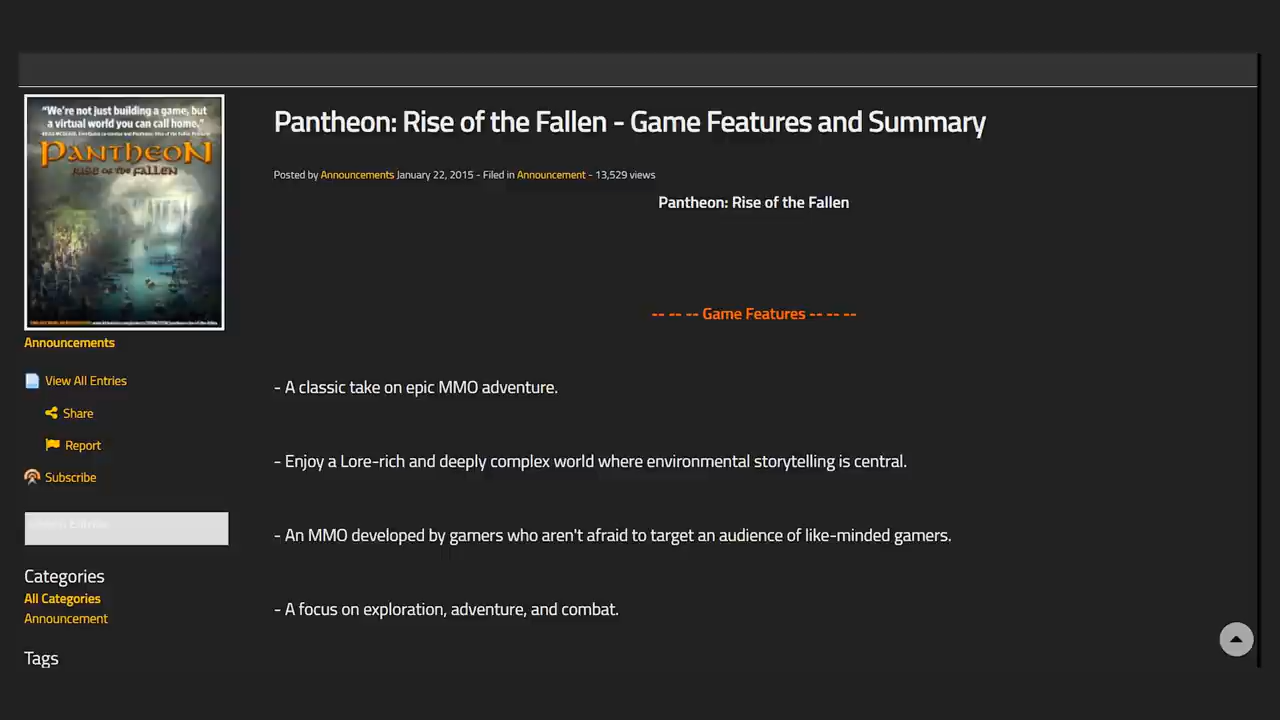 "We're not just building a game, but
a virtual world you can call home."
PANTHEON
RISE OF THE FALLEN
Announcements
View All Entries
Share
Report
Subscribe
Categories
All Categories
Announcement
Tags
Pantheon: Rise of the Fallen - Game Features and Summary
Posted by Announcements January 22, 2015 - Filed in Announcement - 13,529 views
Pantheon: Rise of the Fallen
-- -- -- Game Features -- -- --
- A classic take on epic MMO adventure.
- Enjoy a Lore-rich and deeply complex world where environmental storytelling is central.
- An MMO developed by gamers who aren't afraid to target an audience of like-minded gamers.
- A focus on exploration, adventure, and combat.